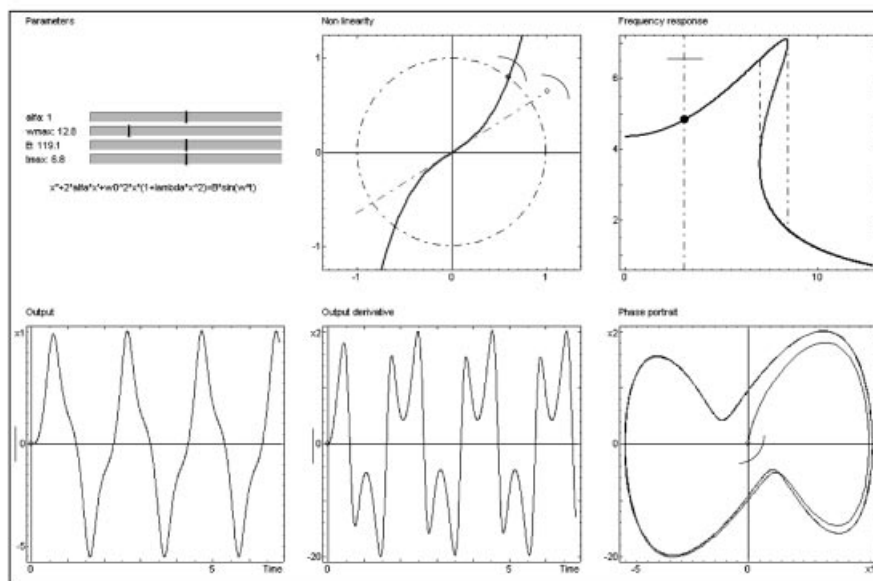 Parameters
Non linearity
Frequency response
alfa: 1
wmax: 12.8
B: 119.1
tmax: 6.8
x''+2*alfa*x'+w0^2*x*(1+lambda*x^2)=B*sin(w*t)
1
0
-1
-1
0
1
6
4
2
0
10
Output
Output derivative
Phase portrait
x1
0
-5
0
5
Time
x2
0
-20
0
5
Time
x2
0
-20
-5
0
x1